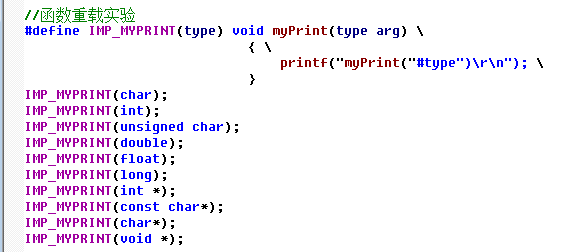 //函数重载实验
#define IMP_MYPRINT(type) void myPrint(type arg) \
{ \
printf("myPrint("#type")\r\n"); \
}
IMP_MYPRINT(char);
IMP_MYPRINT(int);
IMP_MYPRINT(unsigned char);
IMP_MYPRINT(double);
IMP_MYPRINT(float);
IMP_MYPRINT(long);
IMP_MYPRINT(int *);
IMP_MYPRINT(const char*);
IMP_MYPRINT(char*);
IMP_MYPRINT(void *);